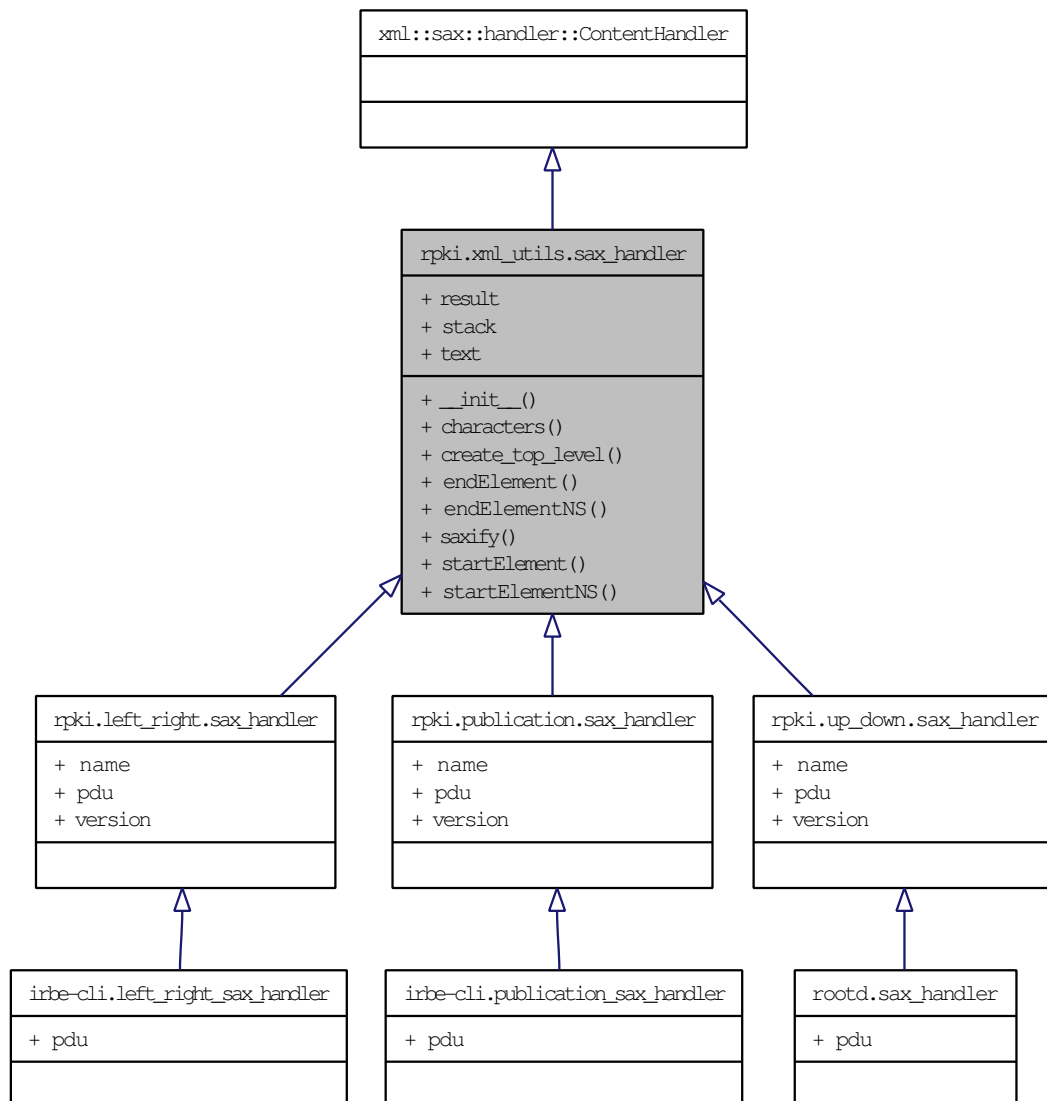 xml::sax::handler::ContentHandler
rpki.xml_utils.sax_handler
+ result
+ stack
+ text
+ __init__()
+ characters()
+ create_top_level()
+ endElement()
+ endElementNS()
+ saxify()
+ startElement()
+ startElementNS()
rpki.left_right.sax_handler
+ name
+ pdu
+ version
rpki.publication.sax_handler
+ name
+ pdu
+ version
rpki.up_down.sax_handler
+ name
+ pdu
+ version
irbe-cli.left_right_sax_handler
+ pdu
irbe-cli.publication_sax_handler
+ pdu
rootd.sax_handler
+ pdu